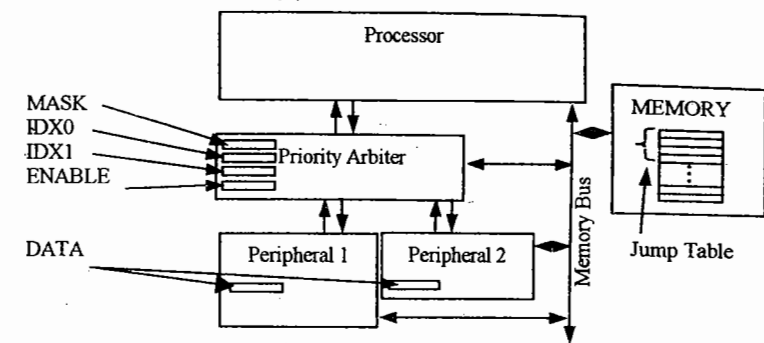 Processor
MASK
IDX0
IDX1
ENABLE
Priority Arbiter
MEMORY
Jump Table
Memory Bus
DATA
Peripheral 1
Peripheral 2